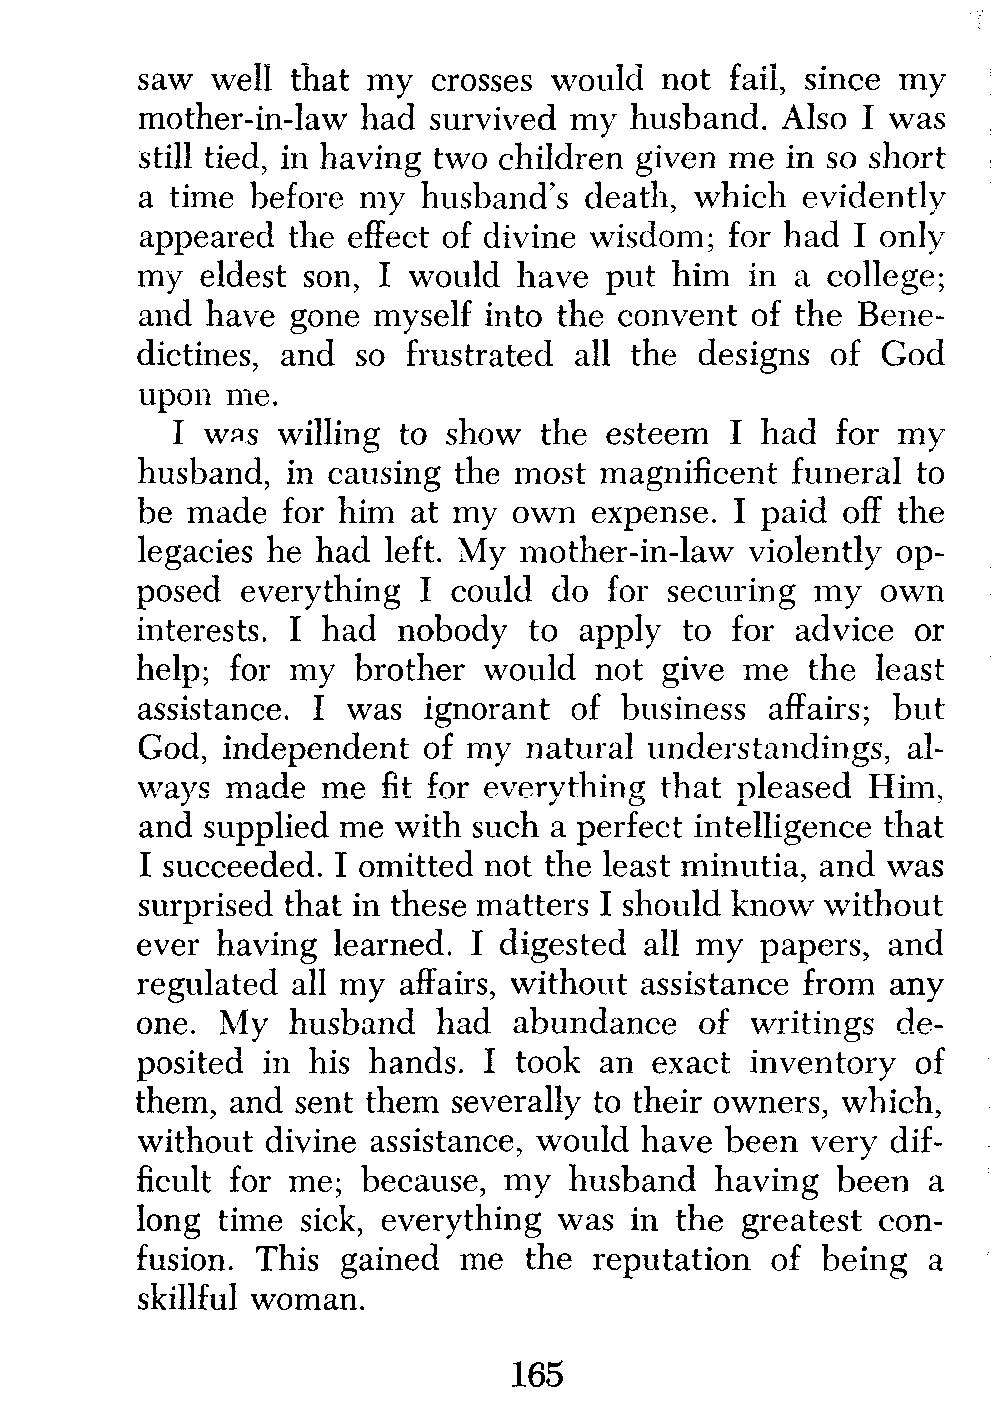 saw well that my crosses would not fail, since my
mother-in-law had survived my husband. Also I was
still tied, in having two children given me in so short
a time before my husband's death, which evidently
appeared the effect of divine wisdom; for had I only
my eldest son, I would have put him in a college;
and have gone myself into the convent of the Bene-
dictines, and so frustrated all the designs of God
upon me.
I was willing to show the esteem I had for my
husband, in causing the most magnificent funeral to
be made for him at my own expense. I paid off the
legacies he had left. My mother-in-law violently op-
posed everything I could do for securing my own
interests. I had nobody to apply to for advice or
help; for my brother would not give me the least
assistance. I was ignorant of business affairs; but
God, independent of my natural understandings, al-
ways made me fit for everything that pleased Him,
and supplied me with such a perfect intelligence that
I succeeded. I omitted not the least minutia, and was
surprised that in these matters I should know without
ever having learned. I digested all my papers, and
regulated all my affairs, without assistance from any
one. My husband had abundance of writings de-
posited in his hands. I took an exact inventory of
them, and sent them severally to their owners, which,
without divine assistance, would have been very dif-
ficult for me; because, my husband having been a
long time sick, everything was in the greatest con-
fusion. This gained me the reputation of being a
skillful woman.
165